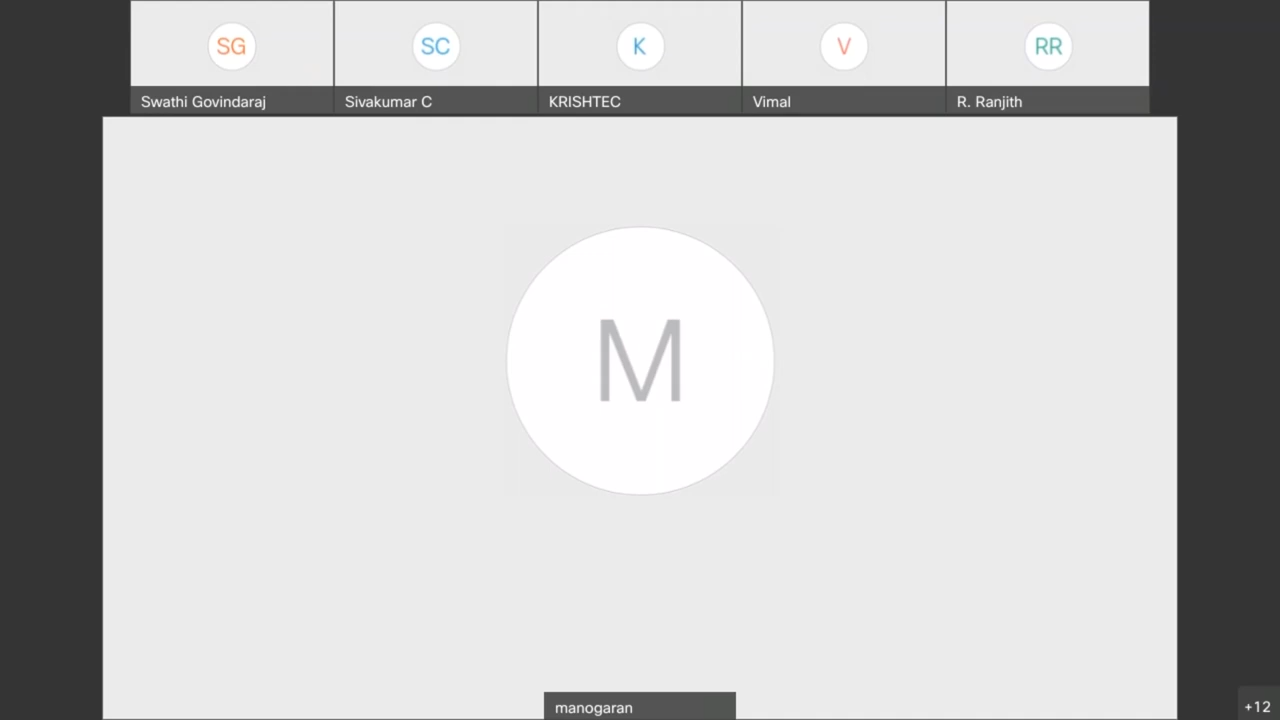 SG
Swathi Govindaraj
SC
Sivakumar C
K
KRISHTEC
V
Vimal
RR
R. Ranjith
M
manogaran
+12